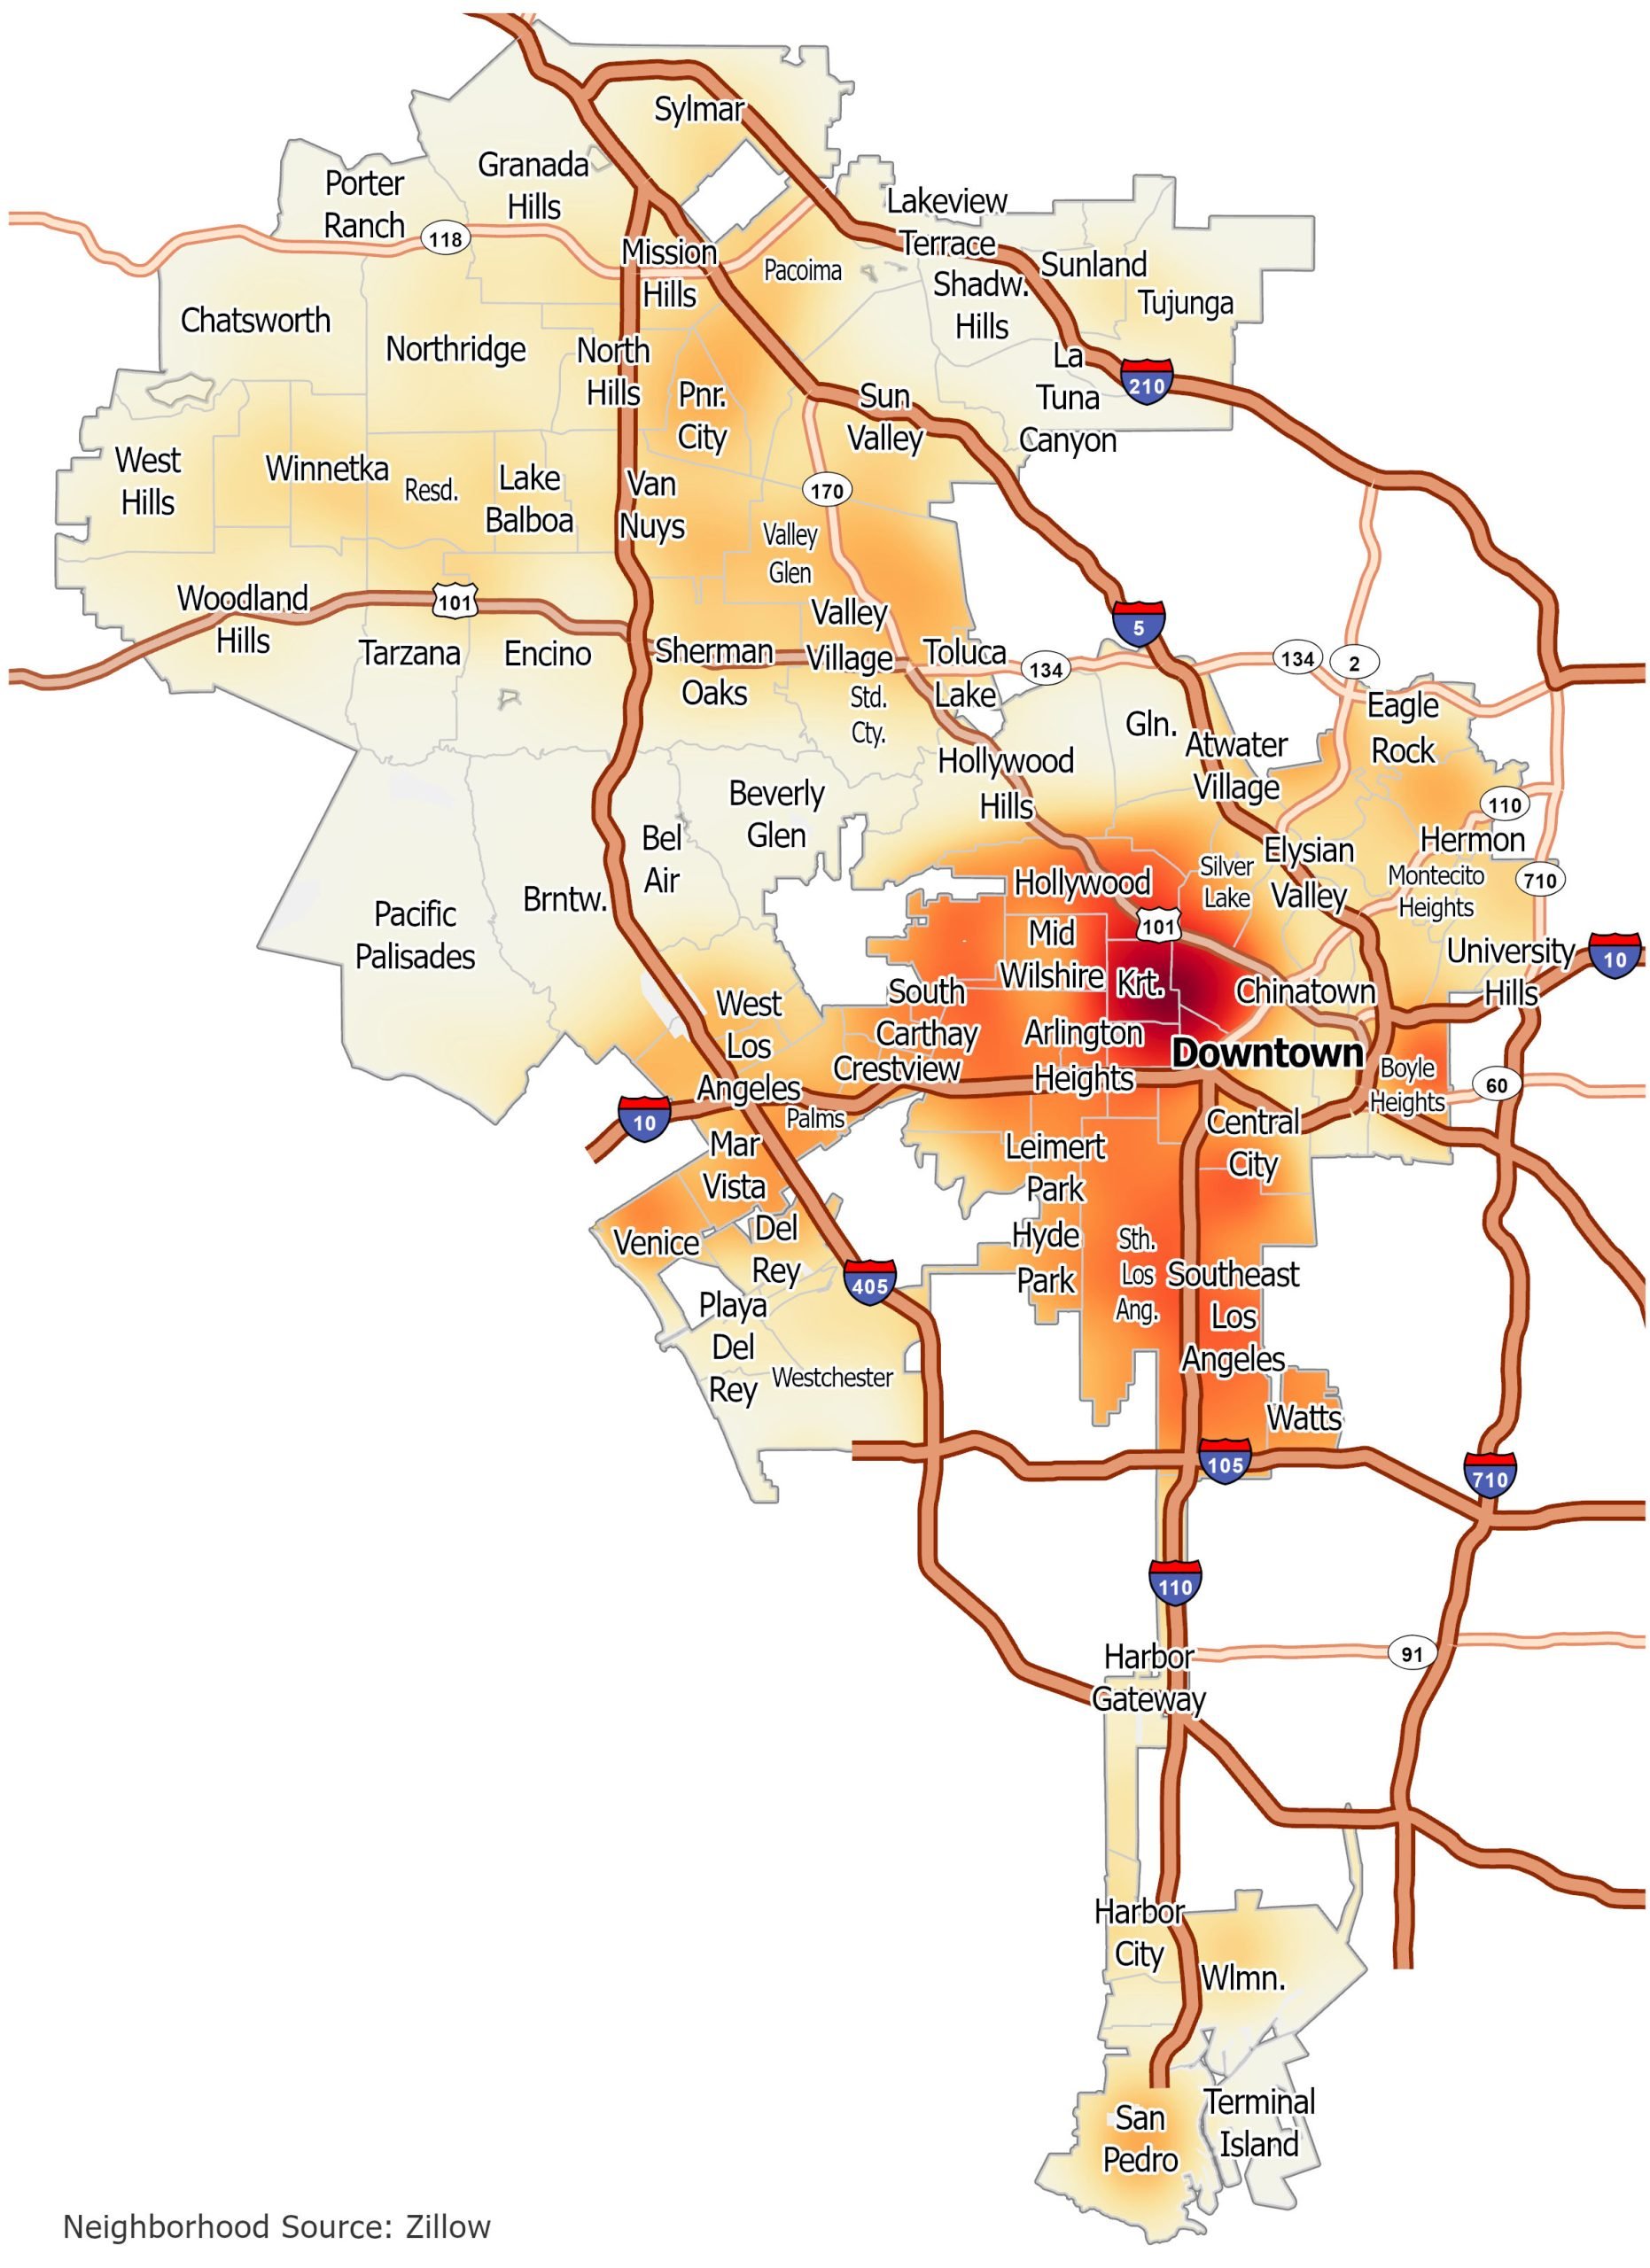 Sylmar
Granada
Hills
Porter
Ranch
118
Lakeview
Terrace
Mission
Hills
Pacoima
Sunland
Shadw.
Hills
Tujunga
Chatsworth
Northridge
North
Hills
La
Tuna
Canyon
210
Pnr.
City
Sun
Valley
West
Hills
Winnetka
Resd.
Lake
Balboa
Van
Nuys
170
Valley
Glen
Woodland
Hills
101
Valley
Village
5
Tarzana
Encino
Sherman
Oaks
Toluca
Lake
134
134
2
Std.
Cty.
Eagle
Rock
Gln.
Atwater
Village
Hollywood
Hills
Beverly
Glen
110
Bel
Air
Hermon
Elysian
Valley
Silver
Lake
Montecito
Heights
710
Hollywood
Brntw.
Pacific
Palisades
101
Mid
Wilshire
Krt.
University
Hills
10
South
Carthay
Chinatown
West
Los
Angeles
Arlington
Heights
Downtown
Crestview
Boyle
Heights
60
10
Palms
Central
City
Mar
Vista
Leimert
Park
Venice
Del
Rey
Hyde
Park
Sth.
Los
Ang.
Southeast
Los
Angeles
405
Playa
Del
Rey
Westchester
Watts
105
710
110
Harbor
Gateway
91
Harbor
City
Wlmn.
San
Pedro
Terminal
Island
Neighborhood Source: Zillow